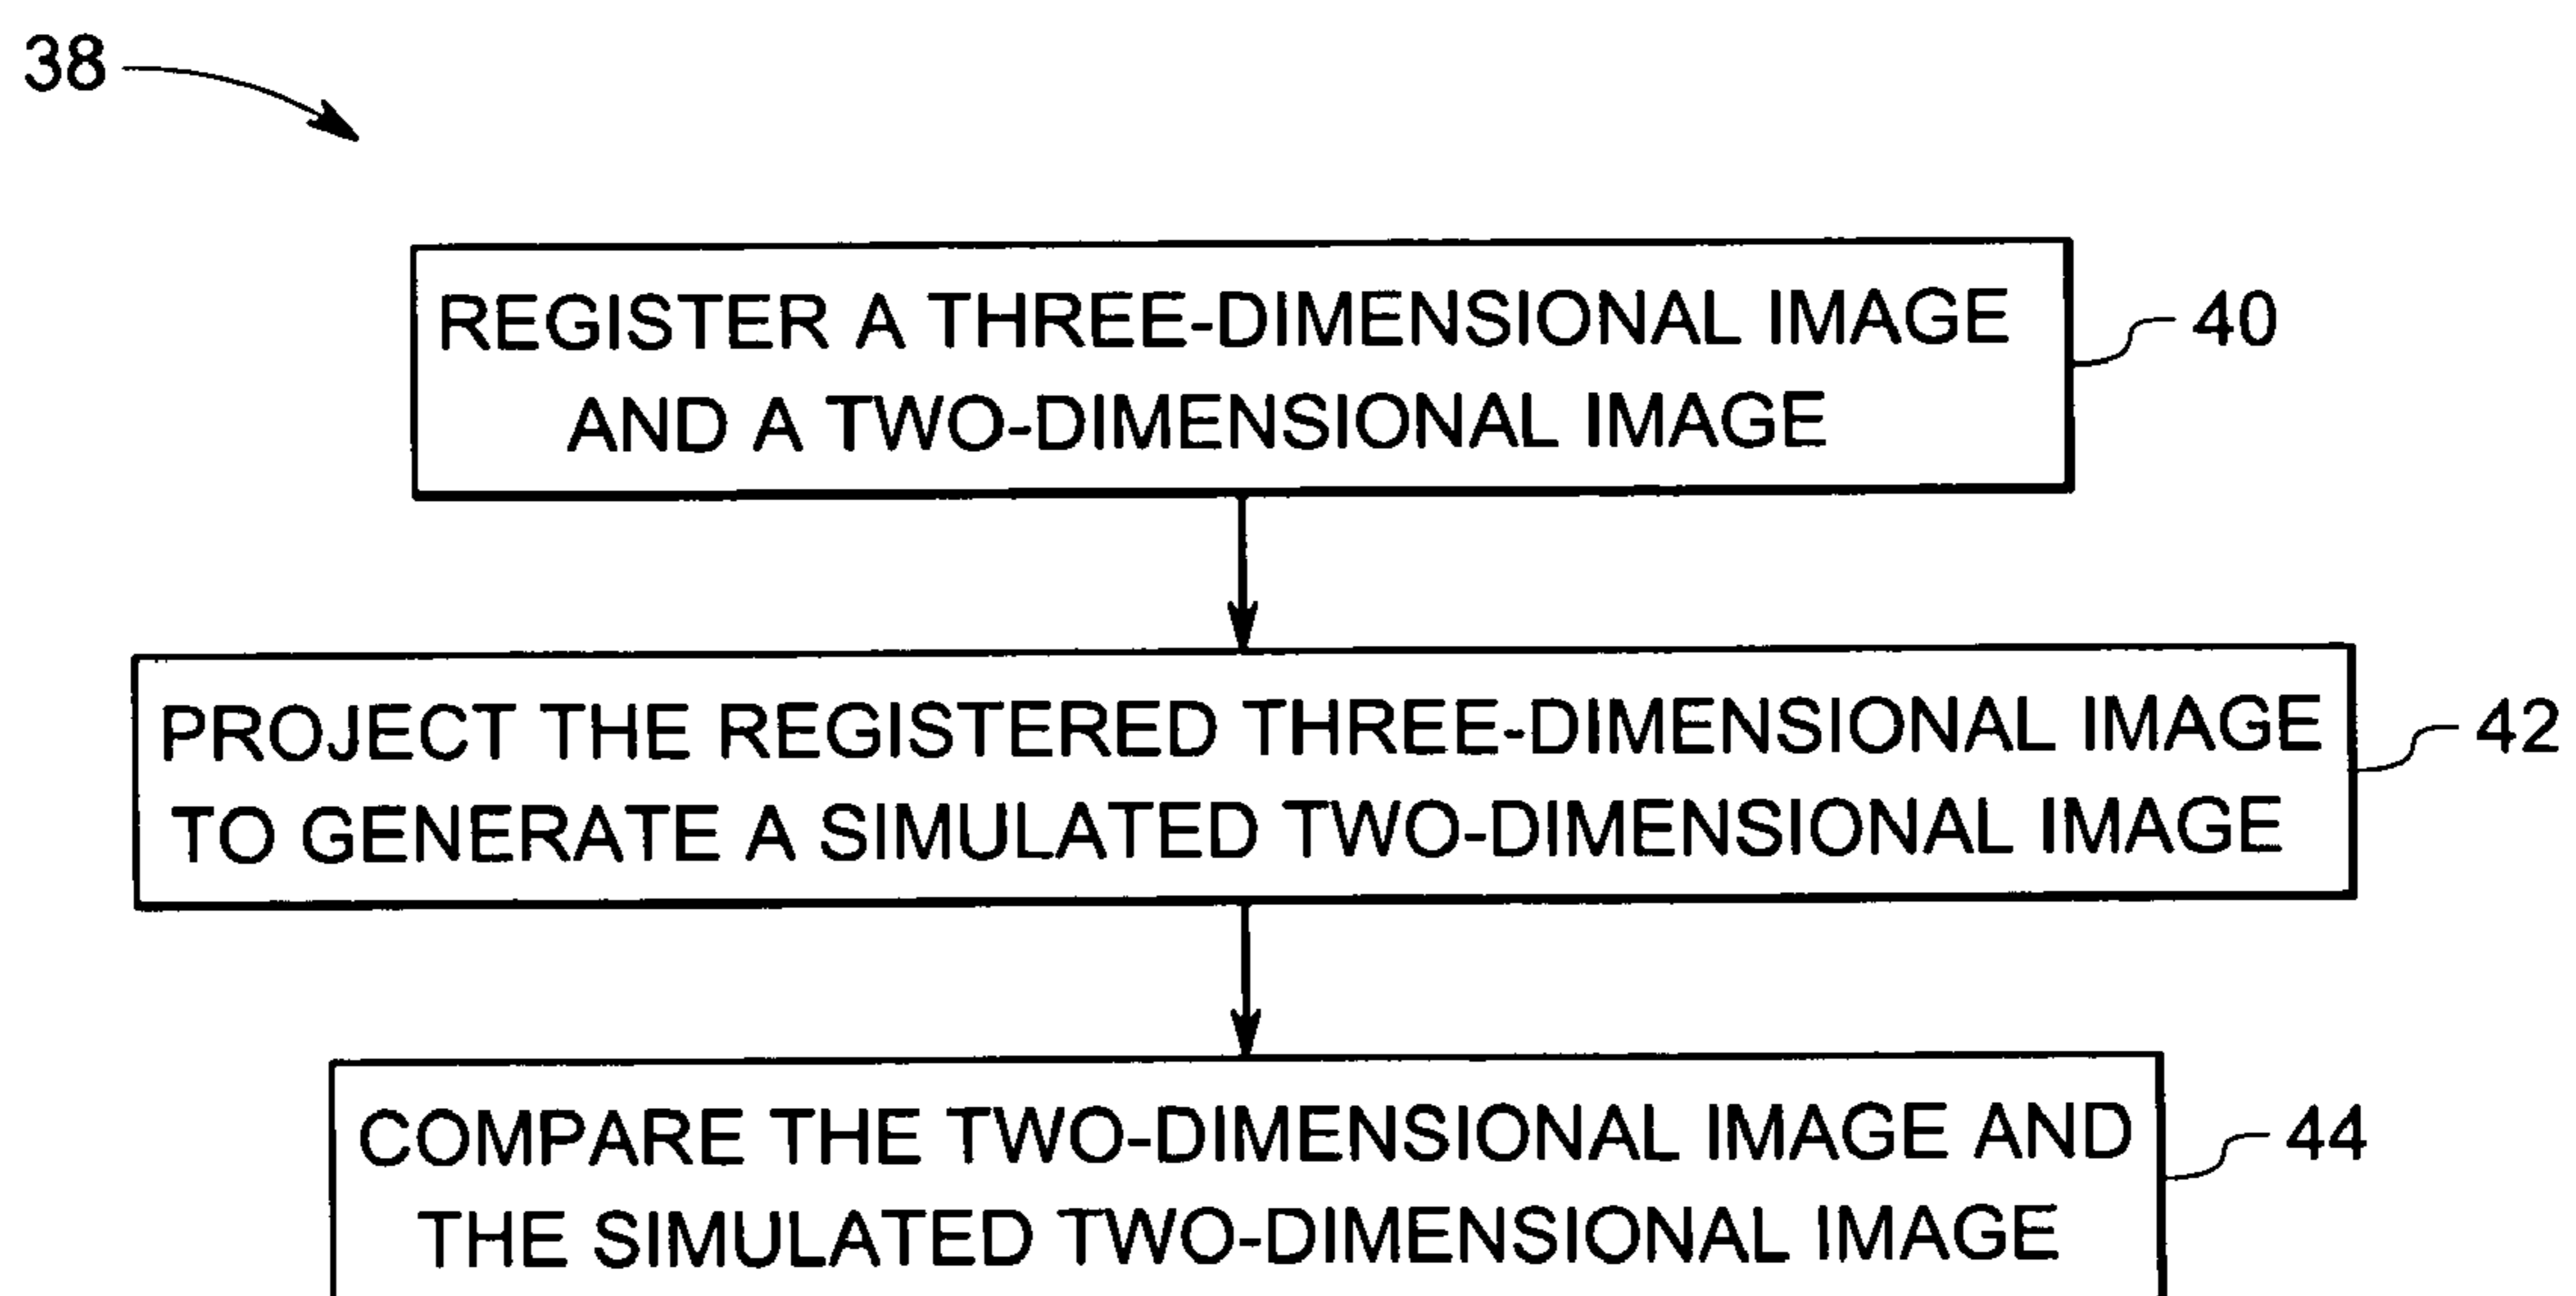 38
REGISTER A THREE-DIMENSIONAL IMAGE
AND A TWO-DIMENSIONAL IMAGE
40
PROJECT THE REGISTERED THREE-DIMENSIONAL IMAGE
TO GENERATE A SIMULATED TWO-DIMENSIONAL IMAGE
42
COMPARE THE TWO-DIMENSIONAL IMAGE AND
THE SIMULATED TWO-DIMENSIONAL IMAGE
44